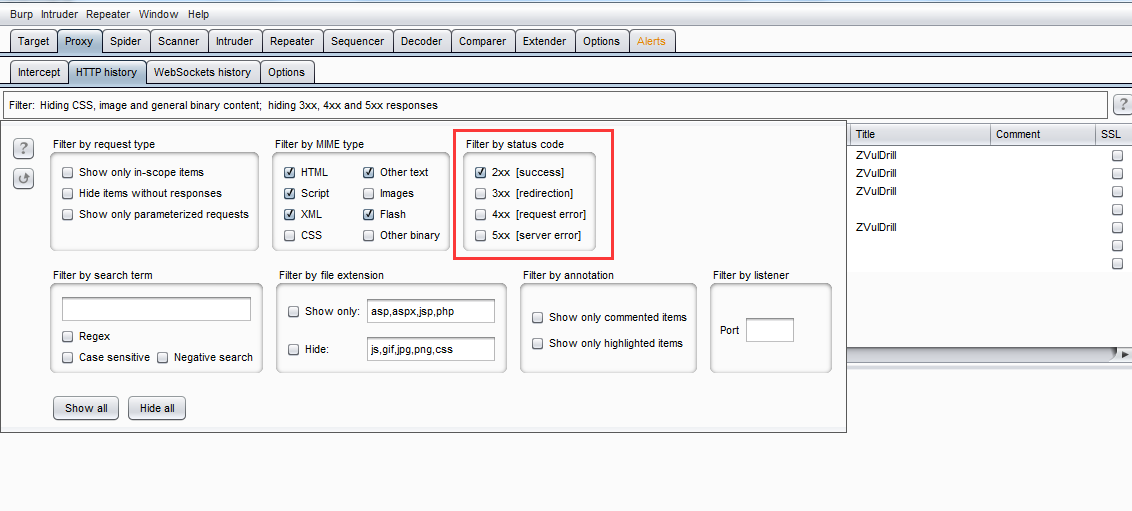 Burp Intruder Repeater Window Help
Target Proxy Spider Scanner Intruder Repeater Sequencer Decoder Comparer Extender Options Alerts
Intercept HTTP history WebSockets history Options
Filter: Hiding CSS, image and general binary content; hiding 3xx, 4xx and 5xx responses
?
Title Comment SSL
ZVulDrill
ZVulDrill
ZVulDrill
ZVulDrill
?
Filter by request type
Show only in-scope items
Hide items without responses
Show only parameterized requests
Filter by MIME type
HTML Other text
Script Images
XML Flash
CSS Other binary
Filter by status code
2xx [success]
3xx [redirection]
4xx [request error]
5xx [server error]
Filter by search term
Regex
Case sensitive Negative search
Filter by file extension
Show only: asp,aspx,jsp,php
Hide: js,gif,jpg,png,css
Filter by annotation
Show only commented items
Show only highlighted items
Filter by listener
Port
Show all Hide all